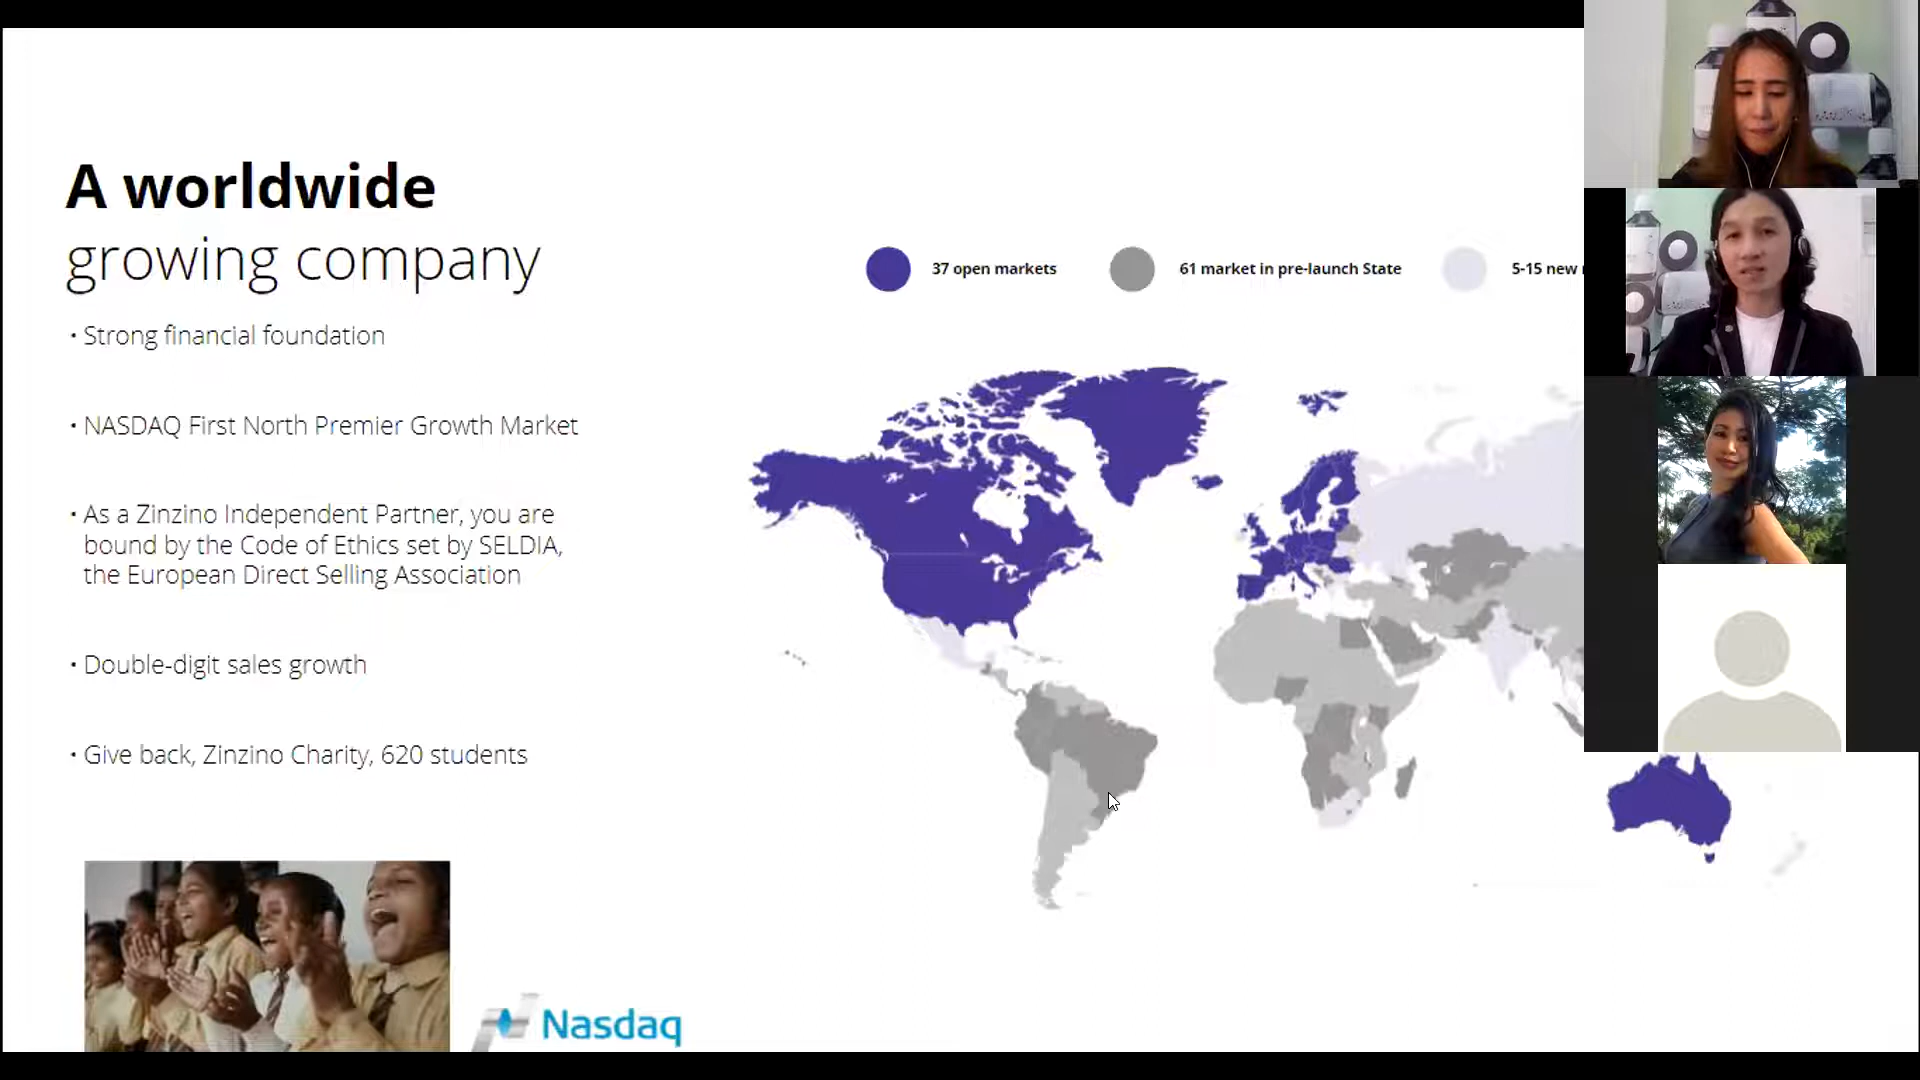 A worldwide
growing company
• Strong financial foundation
• NASDAQ First North Premier Growth Market
• As a Zinzino Independent Partner, you are
bound by the Code of Ethics set by SELDIA,
the European Direct Selling Association
• Double-digit sales growth
• Give back, Zinzino Charity, 620 students
37 open markets
61 market in pre-launch State
5-15 new
Nasdaq